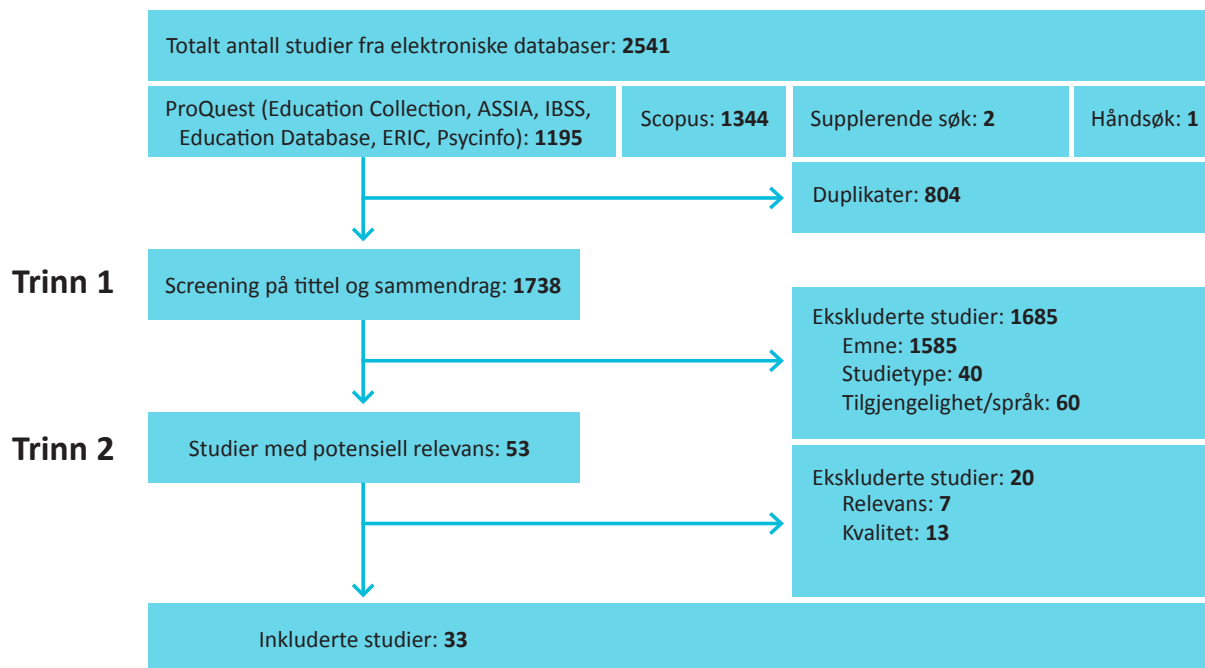 Totalt antall studier fra elektroniske databaser: 2541
ProQuest (Education Collection, ASSIA, IBSS,
Education Database, ERIC, Psycinfo): 1195
Scopus: 1344
Supplerende søk: 2
Håndsøk: 1
Duplikater: 804
Trinn 1
Screening på tittel og sammendrag: 1738
Ekskluderte studier: 1685
Emne: 1585
Studietype: 40
Tilgjengelighet/språk: 60
Trinn 2
Studier med potensiell relevans: 53
Ekskluderte studier: 20
Relevans: 7
Kvalitet: 13
Inkluderte studier: 33